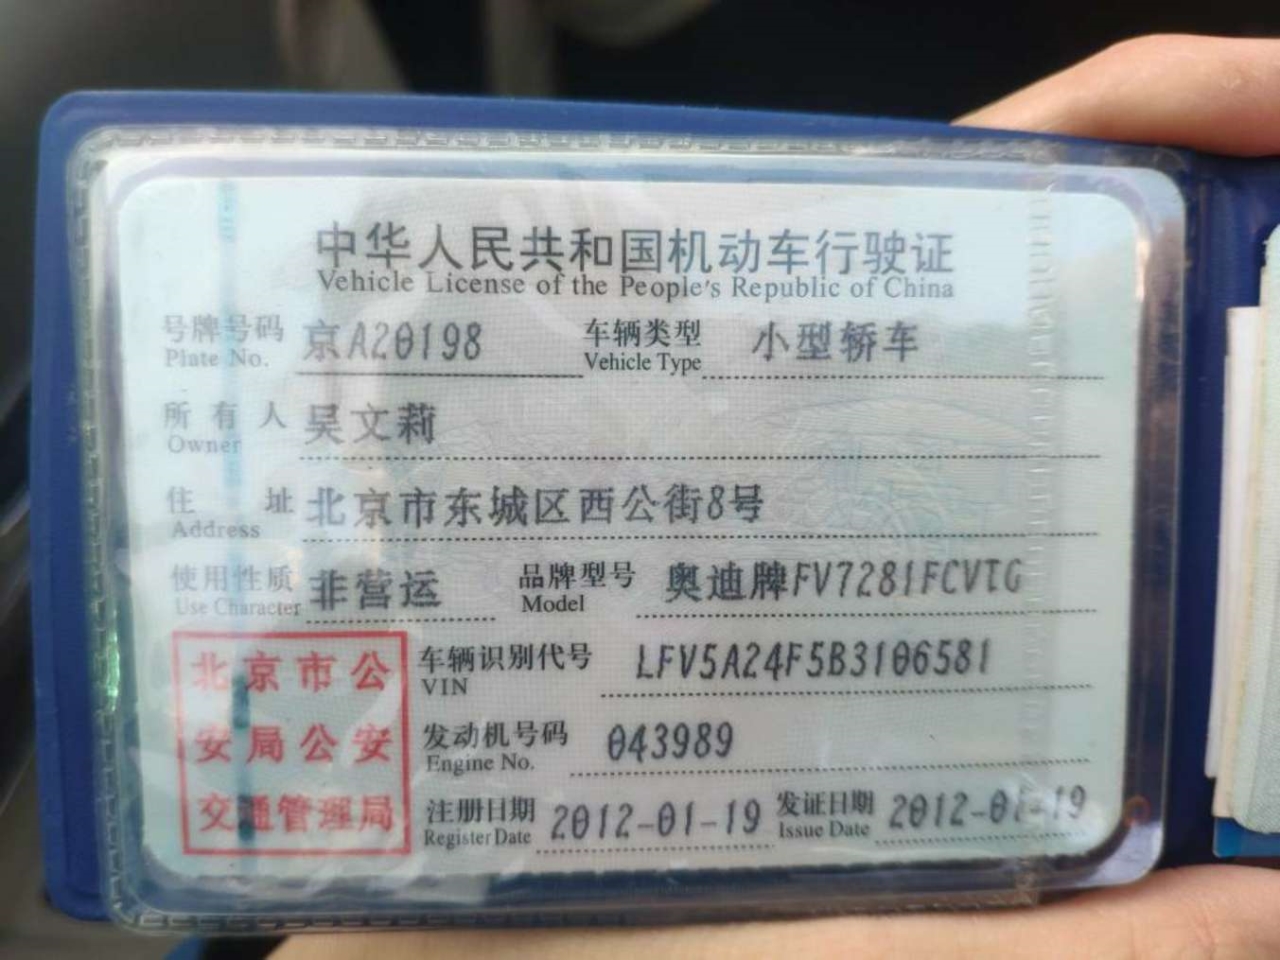 中华人民共和国机动车行驶证
Vehicle License of the People's Republic of China
号牌号码 京A20198 车辆类型 小型轿车
Plate No. Vehicle Type
所有人 吴文莉
Owner
住址 北京市东城区西公街8号
Address
使用性质 非营运 品牌型号 奥迪牌FV7281FCVTG
Use Character Model
北京市公
安局公安
交通管理局
车辆识别代号 LFV5A24F5B3106581
VIN
发动机号码 043989
Engine No.
注册日期 2012-01-19 发证日期 2012-01-19
Register Date Issue Date